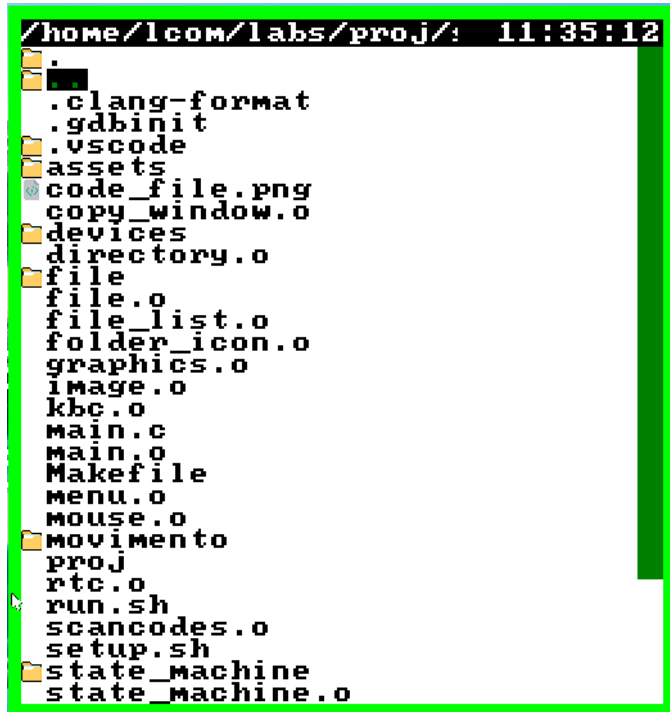 /home/lcom/labs/proj/s 11:35:12
.
..
.clang-format
.gdbinit
.vscode
assets
code_file.png
copy_window.o
devices
directory.o
file
file.o
file_list.o
folder_icon.o
graphics.o
image.o
kbc.o
main.c
main.o
Makefile
menu.o
mouse.o
movimento
proj
rtc.o
run.sh
scancodes.o
setup.sh
state_machine
state_machine.o